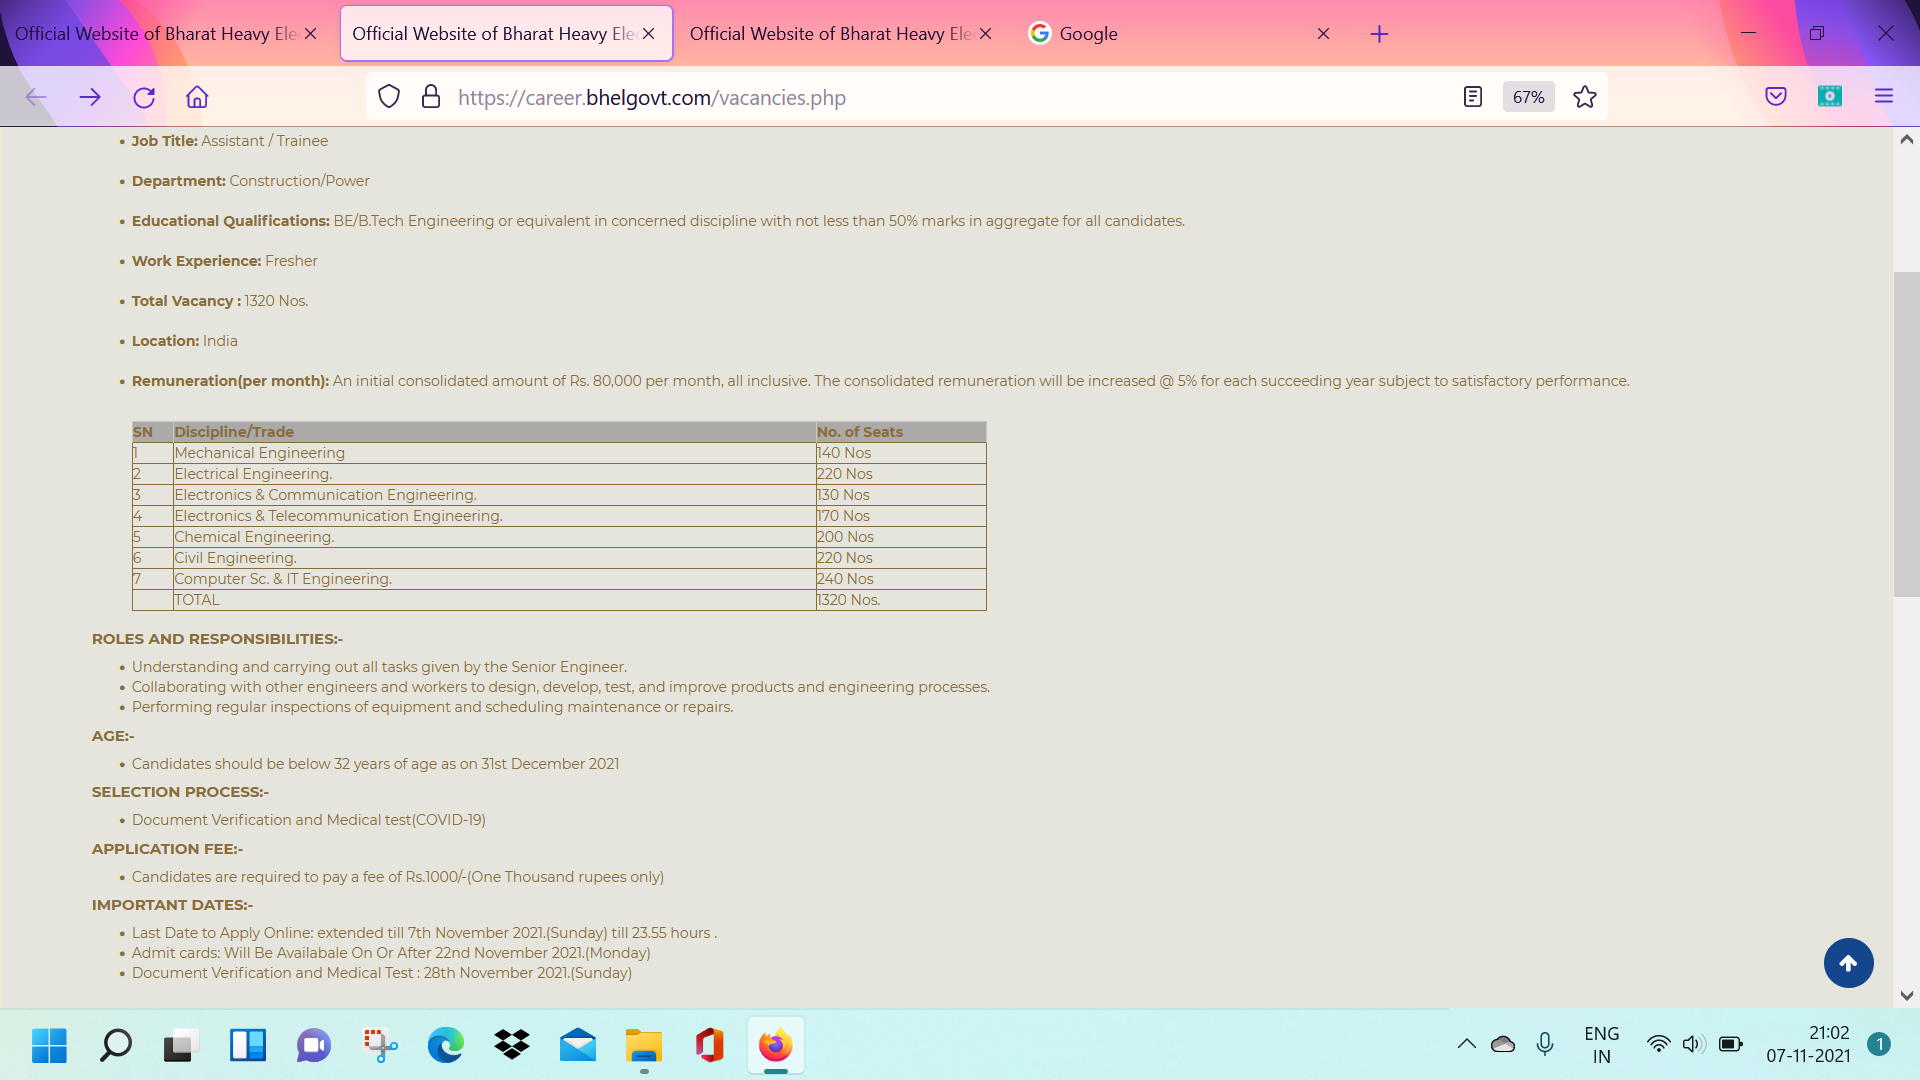 Official Website of Bharat Heavy Ele
Official Website of Bharat Heavy Ele
Official Website of Bharat Heavy Ele
Google
https://career.bhelgovt.com/vacancies.php
67%
Job Title: Assistant / Trainee
Department: Construction/Power
Educational Qualifications: BE/B.Tech Engineering or equivalent in concerned discipline with not less than 50% marks in aggregate for all candidates.
Work Experience: Fresher
Total Vacancy : 1320 Nos.
Location: India
Remuneration(per month): An initial consolidated amount of Rs. 80,000 per month, all inclusive. The consolidated remuneration will be increased @ 5% for each succeeding year subject to satisfactory performance.
SN Discipline/Trade No. of Seats
1 Mechanical Engineering 140 Nos
2 Electrical Engineering. 220 Nos
3 Electronics & Communication Engineering. 130 Nos
4 Electronics & Telecommunication Engineering. 170 Nos
5 Chemical Engineering. 200 Nos
6 Civil Engineering. 220 Nos
7 Computer Sc. & IT Engineering. 240 Nos
TOTAL 1320 Nos.
ROLES AND RESPONSIBILITIES:-
Understanding and carrying out all tasks given by the Senior Engineer.
Collaborating with other engineers and workers to design, develop, test, and improve products and engineering processes.
Performing regular inspections of equipment and scheduling maintenance or repairs.
AGE:-
Candidates should be below 32 years of age as on 31st December 2021
SELECTION PROCESS:-
Document Verification and Medical test(COVID-19)
APPLICATION FEE:-
Candidates are required to pay a fee of Rs.1000/-(One Thousand rupees only)
IMPORTANT DATES:-
Last Date to Apply Online: extended till 7th November 2021.(Sunday) till 23.55 hours .
Admit cards: Will Be Availabale On Or After 22nd November 2021.(Monday)
Document Verification and Medical Test : 28th November 2021.(Sunday)
ENG
IN
21:02
07-11-2021
1